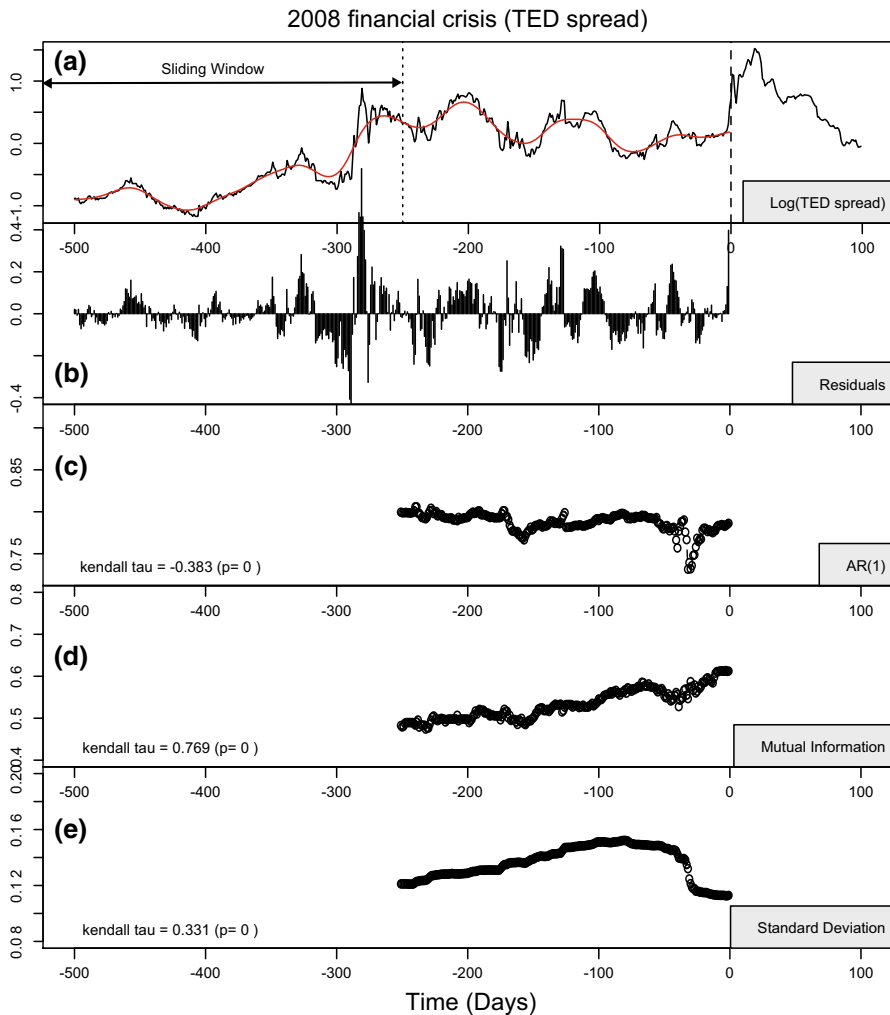 2008 financial crisis (TED spread)
(a)
Sliding Window
1.0
0.0
-1.0
Log(TED spread)
-500 -400 -300 -200 -100 0 100
0.4
0.2
0.0
-0.4
(b)
Residuals
-500 -400 -300 -200 -100 0 100
(c)
0.85
0.75
kendall tau = -0.383 (p= 0 )
AR(1)
-500 -400 -300 -200 -100 0 100
0.8
0.7
0.6
0.5
0.4
(d)
kendall tau = 0.769 (p= 0 )
Mutual Information
-500 -400 -300 -200 -100 0 100
0.20
0.16
0.12
0.08
(e)
kendall tau = 0.331 (p= 0 )
Standard Deviation
-500 -400 -300 -200 -100 0 100
Time (Days)